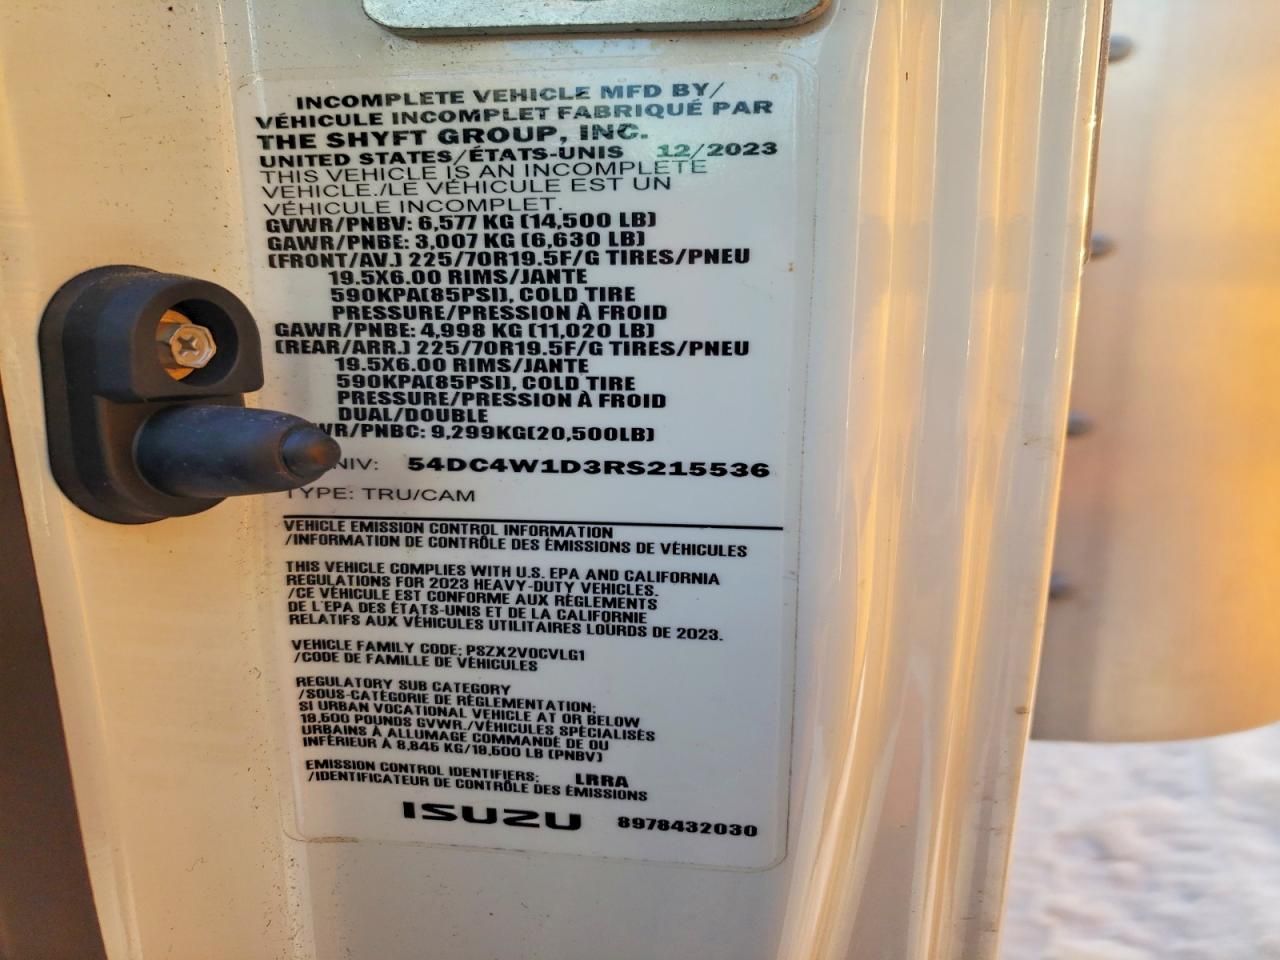 INCOMPLETE VEHICLE MFD BY/
VÉHICULE INCOMPLET FABRIQUÉ PAR
THE SHYFT GROUP, INC.
UNITED STATES/ÉTATS-UNIS 12/2023
THIS VEHICLE IS AN INCOMPLETE
VEHICLE./LE VÉHICULE EST UN
VÉHICULE INCOMPLET.
GVWR/PNBV: 6,577 KG (14,500 LB)
GAWR/PNBE: 3,007 KG (6,630 LB)
(FRONT/AV.) 225/70R19.5F/G TIRES/PNEU
19.5X6.00 RIMS/JANTE
590KPA(85PSI), COLD TIRE
PRESSURE/PRESSION À FROID
GAWR/PNBE: 4,998 KG (11,020 LB)
(REAR/ARR.) 225/70R19.5F/G TIRES/PNEU
19.5X6.00 RIMS/JANTE
590KPA(85PSI), COLD TIRE
PRESSURE/PRESSION À FROID
DUAL/DOUBLE
WR/PNBC: 9,299KG(20,500LB)
NIV: 54DC4W1D3RS215536
TYPE: TRU/CAM
VEHICLE EMISSION CONTROL INFORMATION
/INFORMATION DE CONTRÔLE DES ÉMISSIONS DE VÉHICULES
THIS VEHICLE COMPLIES WITH U.S. EPA AND CALIFORNIA
REGULATIONS FOR 2023 HEAVY-DUTY VEHICLES.
/CE VÉHICULE EST CONFORME AUX RÈGLEMENTS
DE L'EPA DES ÉTATS-UNIS ET DE LA CALIFORNIE
RELATIFS AUX VÉHICULES UTILITAIRES LOURDS DE 2023.
VEHICLE FAMILY CODE: PSZX2VOCVLG1
/CODE DE FAMILLE DE VÉHICULES
REGULATORY SUB CATEGORY
/SOUS-CATÉGORIE DE RÉGLEMENTATION:
SI URBAN VOCATIONAL VEHICLE AT OR BELOW
19,500 POUNDS GVWR./VÉHICULES SPÉCIALISÉS
URBAINS À ALLUMAGE COMMANDÉ DE OU
INFÉRIEUR À 8,845 KG/19,500 LB (PNBV)
EMISSION CONTROL IDENTIFIERS: LRRA
/IDENTIFICATEUR DE CONTRÔLE DES ÉMISSIONS
ISUZU 8978432030